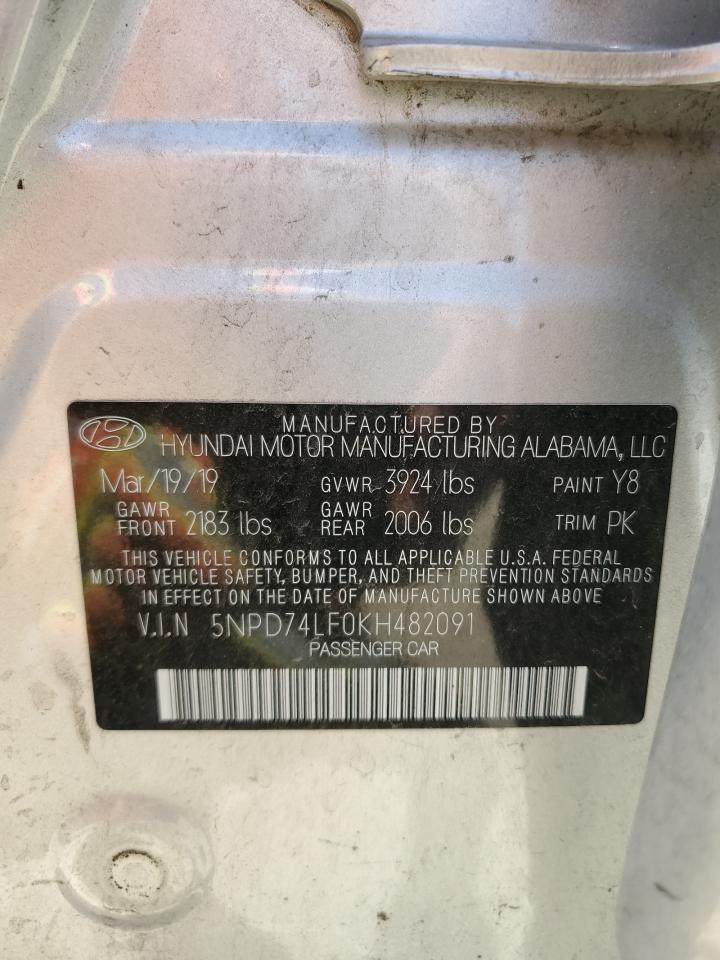 MANUFACTURED BY
HYUNDAI MOTOR MANUFACTURING ALABAMA, LLC
Mar/19/19 GVWR 3924 lbs PAINT Y8
GAWR FRONT 2183 lbs GAWR REAR 2006 lbs TRIM PK
THIS VEHICLE CONFORMS TO ALL APPLICABLE U.S.A. FEDERAL
MOTOR VEHICLE SAFETY, BUMPER, AND THEFT PREVENTION STANDARDS
IN EFFECT ON THE DATE OF MANUFACTURE SHOWN ABOVE
V.I.N 5NPD74LF0KH482091
PASSENGER CAR